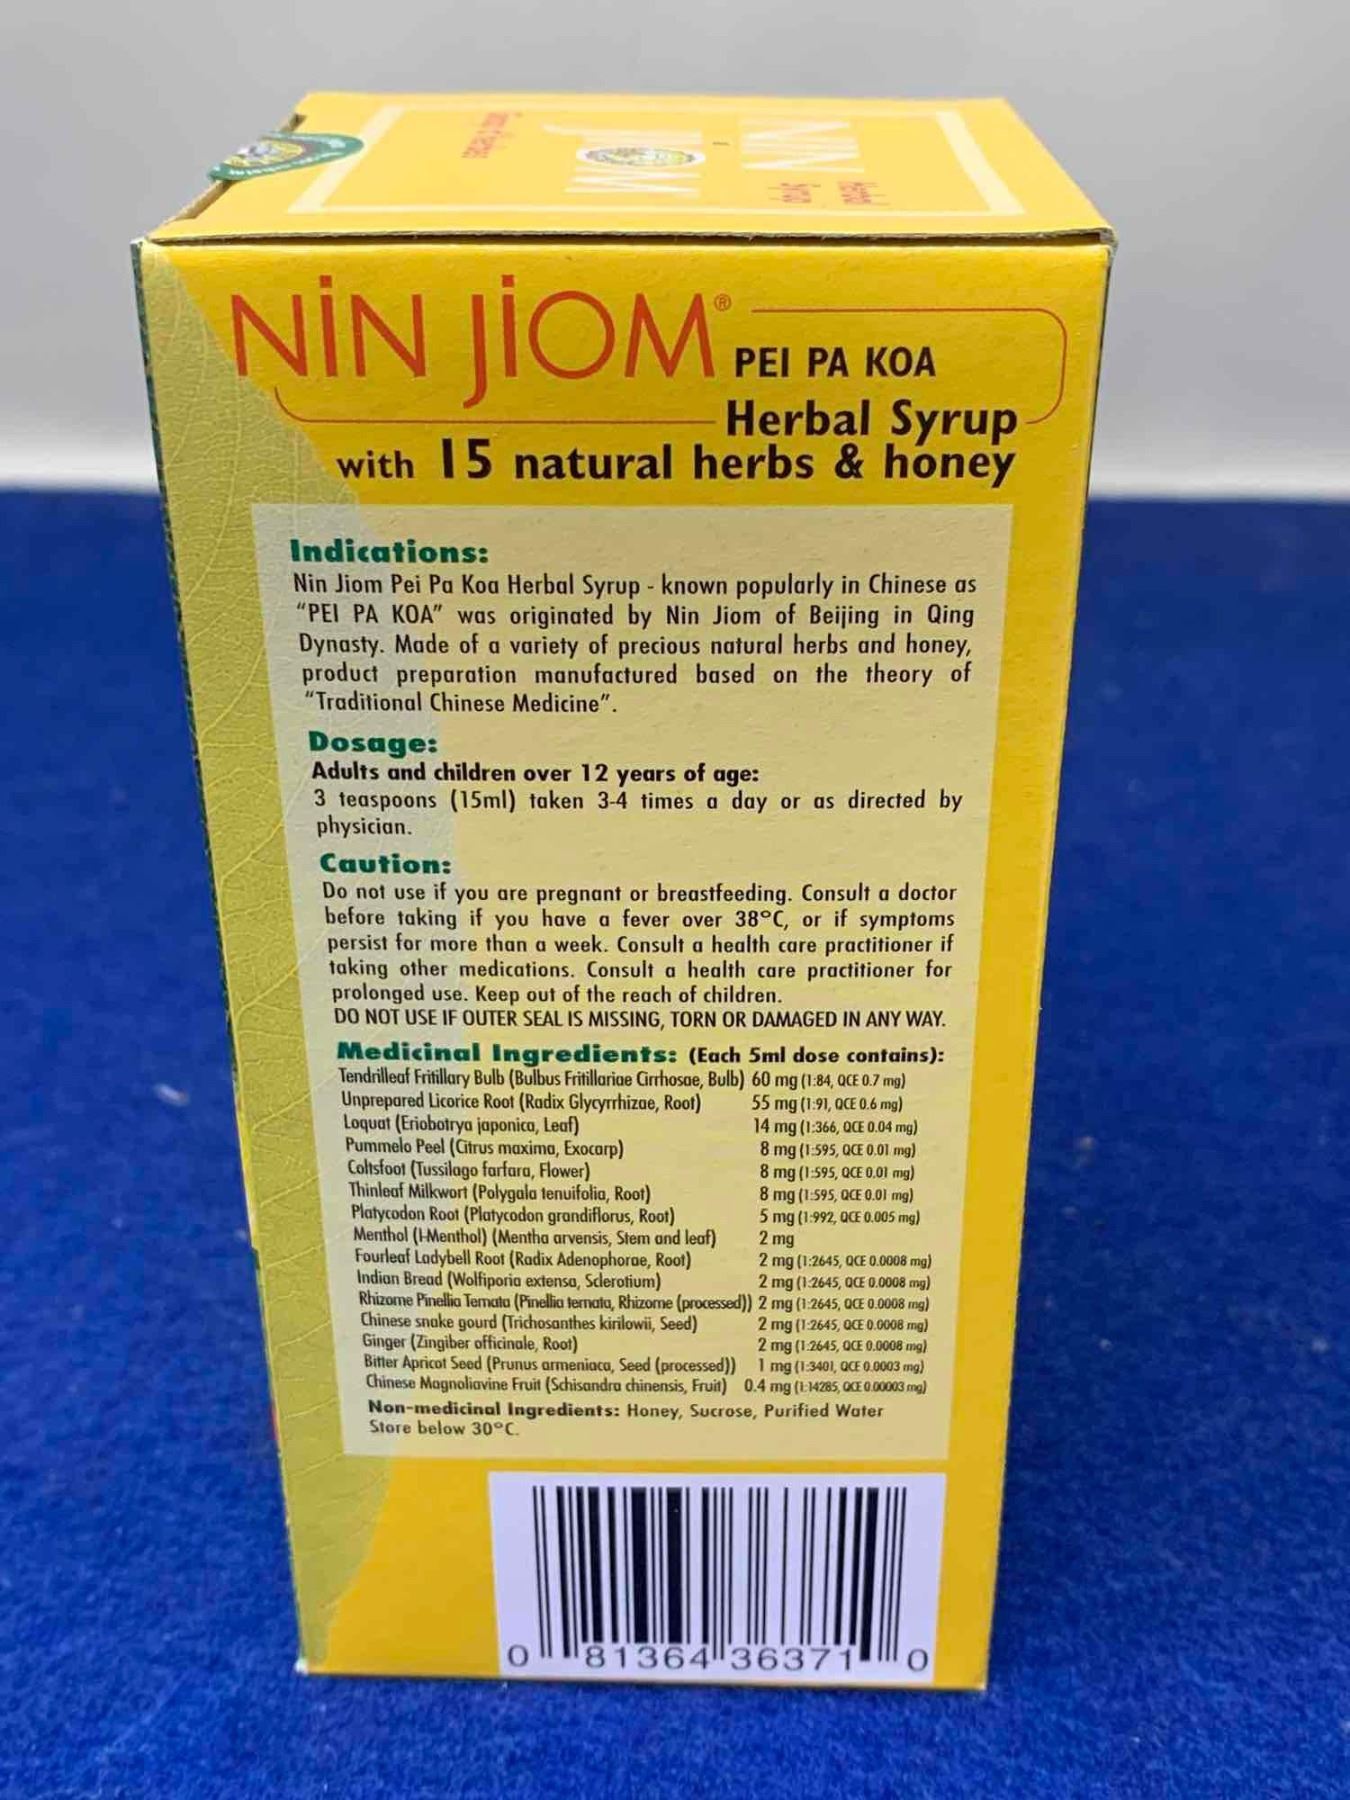 NIN
JIOM
Herbal
Syrup
NIN JIOM®
PEI PA KOA
Herbal Syrup
with 15 natural herbs & honey
Indications:
Nin Jiom Pei Pa Koa Herbal Syrup - known popularly in Chinese as
"PEI PA KOA" was originated by Nin Jiom of Beijing in Qing
Dynasty. Made of a variety of precious natural herbs and honey,
product preparation manufactured based on the theory of
"Traditional Chinese Medicine".
Dosage:
Adults and children over 12 years of age:
3 teaspoons (15ml) taken 3-4 times a day or as directed by
physician.
Caution:
Do not use if you are pregnant or breastfeeding. Consult a doctor
before taking if you have a fever over 38°C, or if symptoms
persist for more than a week. Consult a health care practitioner if
taking other medications. Consult a health care practitioner for
prolonged use. Keep out of the reach of children.
DO NOT USE IF OUTER SEAL IS MISSING, TORN OR DAMAGED IN ANY WAY.
Medicinal Ingredients: (Each 5ml dose contains):
Tendrilleaf Fritillary Bulb (Bulbus Fritillariae Cirrhosae, Bulb) 60 mg (1:84, QCE 0.7 mg)
Unprepared Licorice Root (Radix Glycyrrhizae, Root) 55 mg (1:91, QCE 0.6 mg)
Loquat (Eriobotrya japonica, Leaf) 14 mg (1:366, QCE 0.04 mg)
Pummelo Peel (Citrus maxima, Exocarp) 8 mg (1:595, QCE 0.01 mg)
Coltsfoot (Tussilago farfara, Flower) 8 mg (1:595, QCE 0.01 mg)
Thinleaf Milkwort (Polygala tenuifolia, Root) 8 mg (1:595, QCE 0.01 mg)
Platycodon Root (Platycodon grandiflorus, Root) 5 mg (1:992, QCE 0.005 mg)
Menthol (l-Menthol) (Mentha arvensis, Stem and leaf) 2 mg
Fourleaf Ladybell Root (Radix Adenophorae, Root) 2 mg (1:2645, QCE 0.0008 mg)
Indian Bread (Wolfiporia extensa, Sclerotium) 2 mg (1:2645, QCE 0.0008 mg)
Rhizome Pinellia Ternata (Pinellia ternata, Rhizome (processed)) 2 mg (1:2645, QCE 0.0008 mg)
Chinese snake gourd (Trichosanthes kirilowii, Seed) 2 mg (1:2645, QCE 0.0008 mg)
Ginger (Zingiber officinale, Root) 2 mg (1:2645, QCE 0.0008 mg)
Bitter Apricot Seed (Prunus armeniaca, Seed (processed)) 1 mg (1:3401, QCE 0.0003 mg)
Chinese Magnoliavine Fruit (Schisandra chinensis, Fruit) 0.4 mg (1:14285, QCE 0.00003 mg)
Non-medicinal Ingredients: Honey, Sucrose, Purified Water
Store below 30°C.
0 81364 36371 0